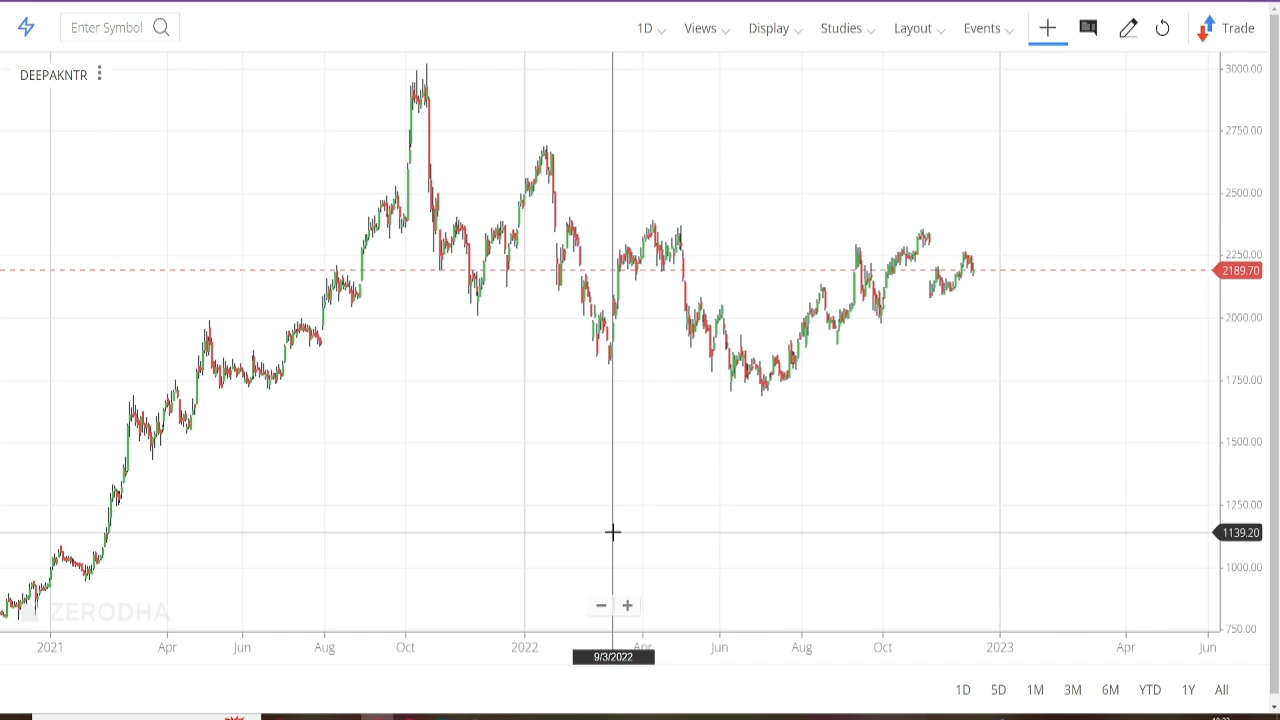 Enter Symbol 1D Views Display Studies Layout Events Trade
DEEPAKNTR
3000.00
2750.00
2500.00
2250.00
2189.70
2000.00
1750.00
1500.00
1250.00
1139.20
1000.00
750.00
ZERODHA
2021 Apr Jun Aug Oct 2022 Apr Jun Aug Oct 2023 Apr Jun
9/3/2022
1D 5D 1M 3M 6M YTD 1Y All